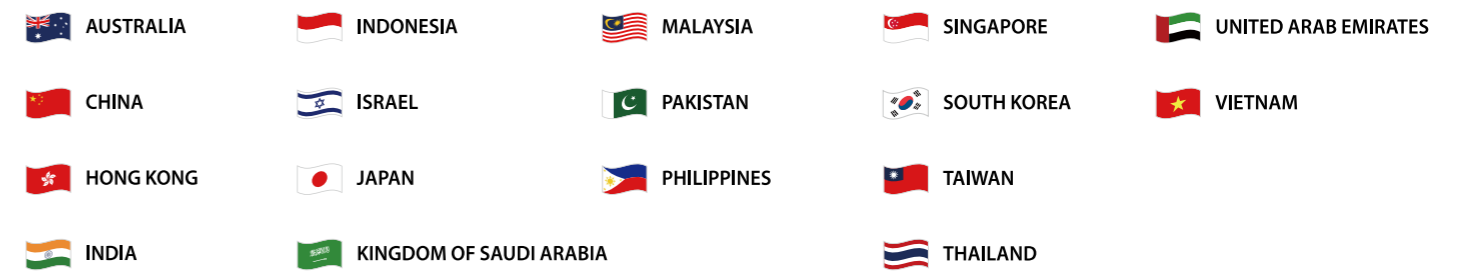 AUSTRALIA
CHINA
HONG KONG
INDIA
INDONESIA
ISRAEL
JAPAN
KINGDOM OF SAUDI ARABIA
MALAYSIA
PAKISTAN
PHILIPPINES
SINGAPORE
SOUTH KOREA
TAIWAN
THAILAND
UNITED ARAB EMIRATES
VIETNAM